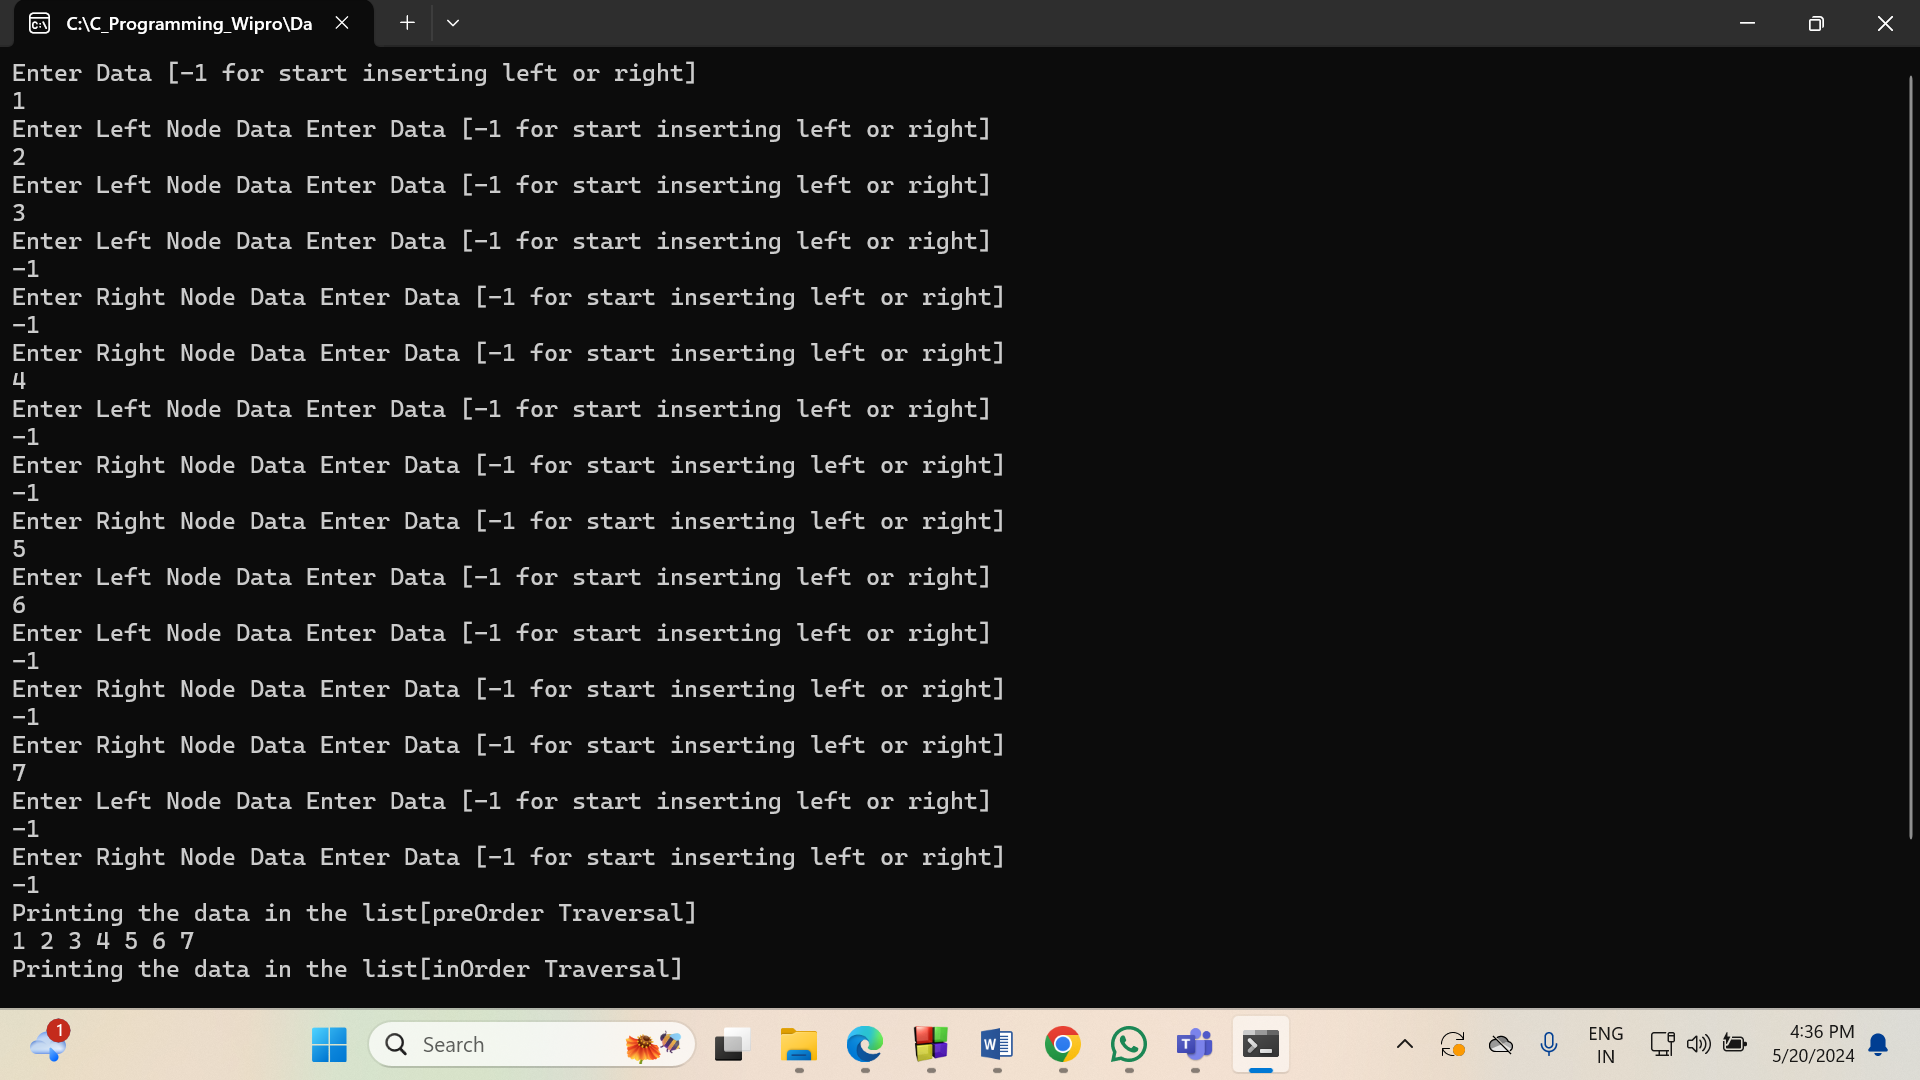 C:\C_Programming_Wipro\Da
Enter Data [-1 for start inserting left or right]
1
Enter Left Node Data Enter Data [-1 for start inserting left or right]
2
Enter Left Node Data Enter Data [-1 for start inserting left or right]
3
Enter Left Node Data Enter Data [-1 for start inserting left or right]
-1
Enter Right Node Data Enter Data [-1 for start inserting left or right]
-1
Enter Right Node Data Enter Data [-1 for start inserting left or right]
4
Enter Left Node Data Enter Data [-1 for start inserting left or right]
-1
Enter Right Node Data Enter Data [-1 for start inserting left or right]
-1
Enter Right Node Data Enter Data [-1 for start inserting left or right]
5
Enter Left Node Data Enter Data [-1 for start inserting left or right]
6
Enter Left Node Data Enter Data [-1 for start inserting left or right]
-1
Enter Right Node Data Enter Data [-1 for start inserting left or right]
-1
Enter Right Node Data Enter Data [-1 for start inserting left or right]
7
Enter Left Node Data Enter Data [-1 for start inserting left or right]
-1
Enter Right Node Data Enter Data [-1 for start inserting left or right]
-1
Printing the data in the list[preOrder Traversal]
1 2 3 4 5 6 7
Printing the data in the list[inOrder Traversal]
1
Search
ENG
IN
4:36 PM
5/20/2024